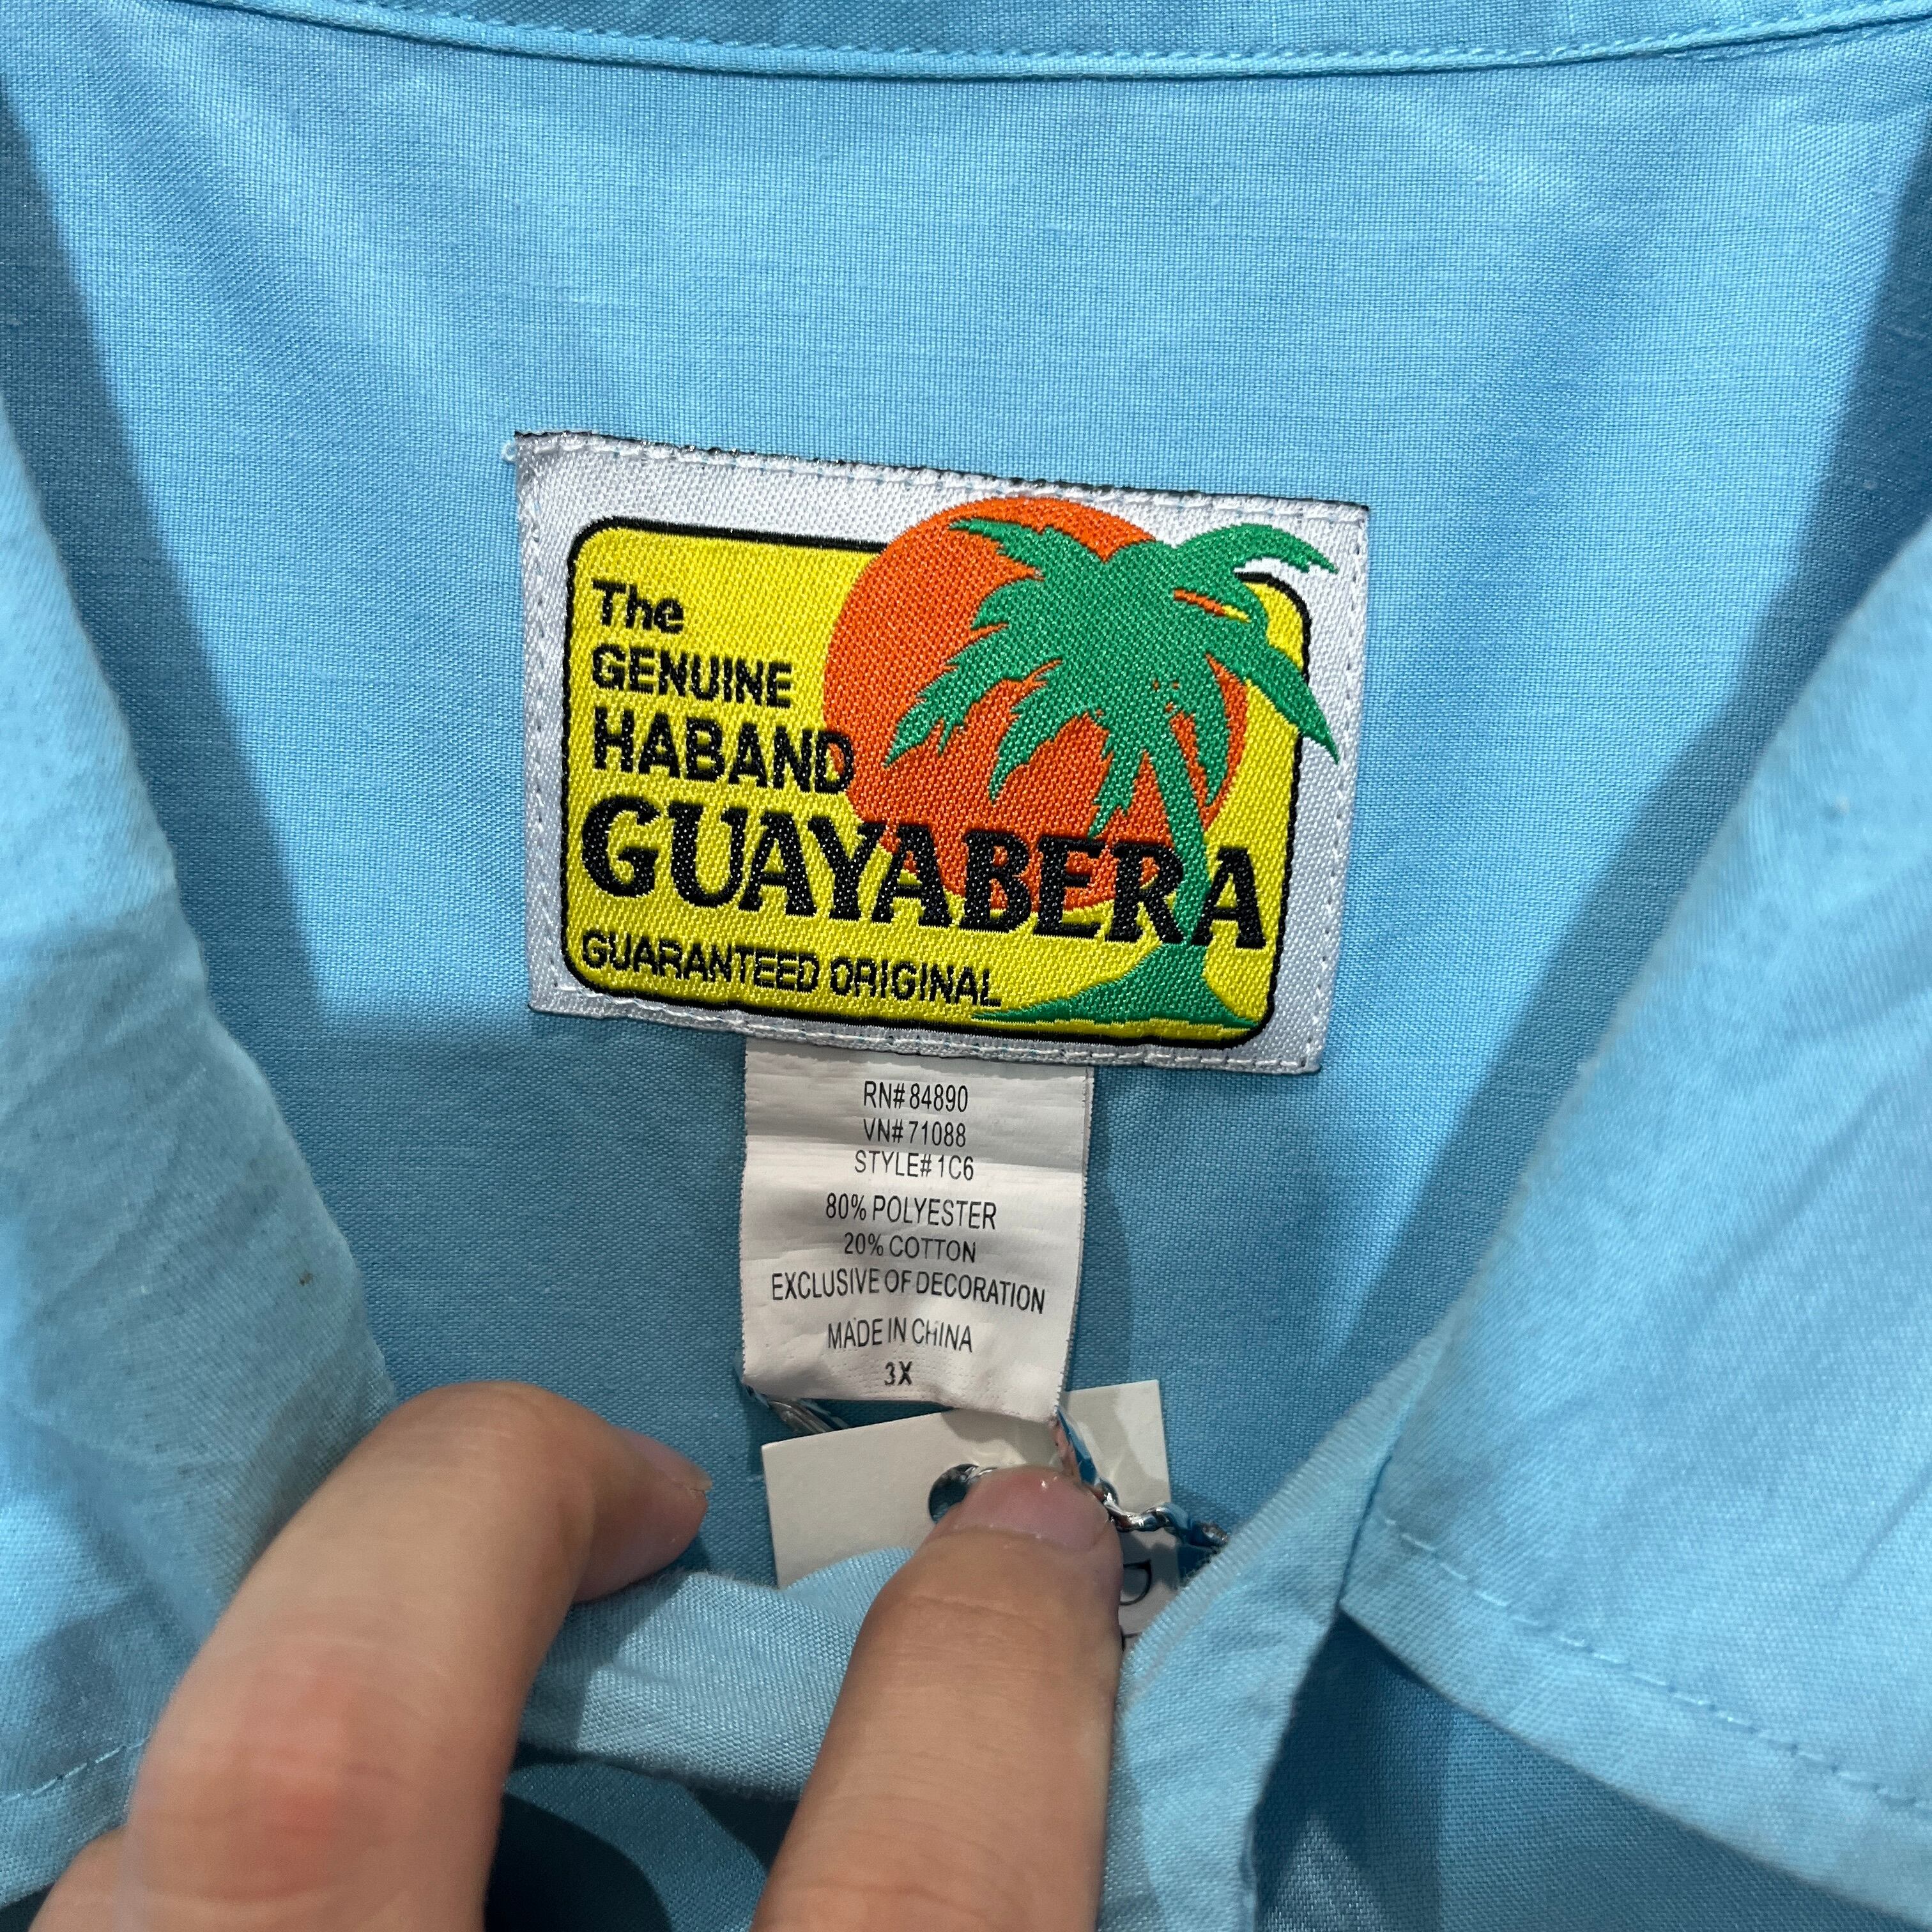 The
GENUINE
HABAND
GUAYABERA
GUARANTEED ORIGINAL
RN# 84890
VN# 71088
STYLE# 1C6
80% POLYESTER
20% COTTON
EXCLUSIVE OF DECORATION
MADE IN CHINA
3X